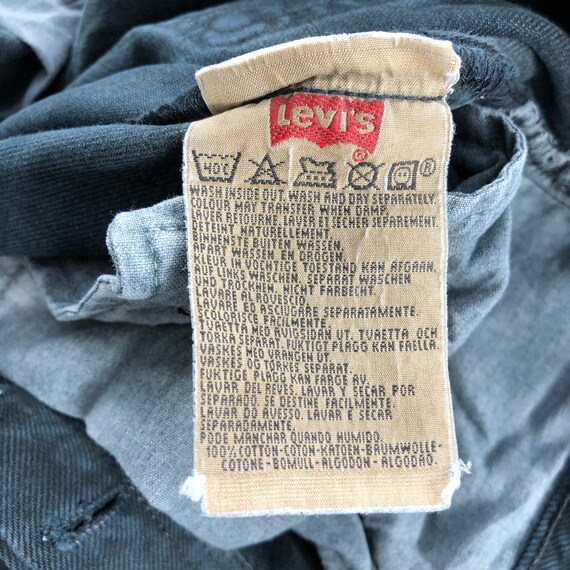 Levi's
®
HOT ®
WASH INSIDE OUT. WASH AND DRY SEPARATELY.
COLOUR MAY TRANSFER WHEN DAMP.
LAVER RETOURNE. LAVER ET SECHER SEPAREMENT.
DETEINT NATURELLEMENT.
BINNENSTE BUITEN WASSEN.
APART WASSEN EN DROGEN.
KLEUR IN VOCHTIGE TOESTAND KAN AFGAAN.
AUF LINKS WASCHEN. SEPARAT WASCHEN
UND TROCKNEN. NICHT FARBECHT.
LAVARE AL ROVESCIO.
LAVARE ED ASCIUGARE SEPARATAMENTE.
SCOLORISCE FACILMENTE.
TVAETTA MED AVIGSIDAN UT. TVAETTA OCH
TORKA SEPARAT. FUKTIGT PLAGG KAN FAELLA.
VASKES MED VRANGEN UT.
VASKES OG TORKES SEPARAT.
FUKTIGE PLAGG KAN FARGE AV.
LAVAR DEL REVES. LAVAR Y SECAR POR
SEPARADO. SE DESTINE FACILMENTE.
LAVAR DO AVESSO. LAVAR E SECAR
SEPARADAMENTE.
PODE MANCHAR QUANDO HUMIDO.
100% COTTON-COTON-KATOEN-BAUMWOLLE-
COTONE-BOMULL-ALGODON-ALGODAO.